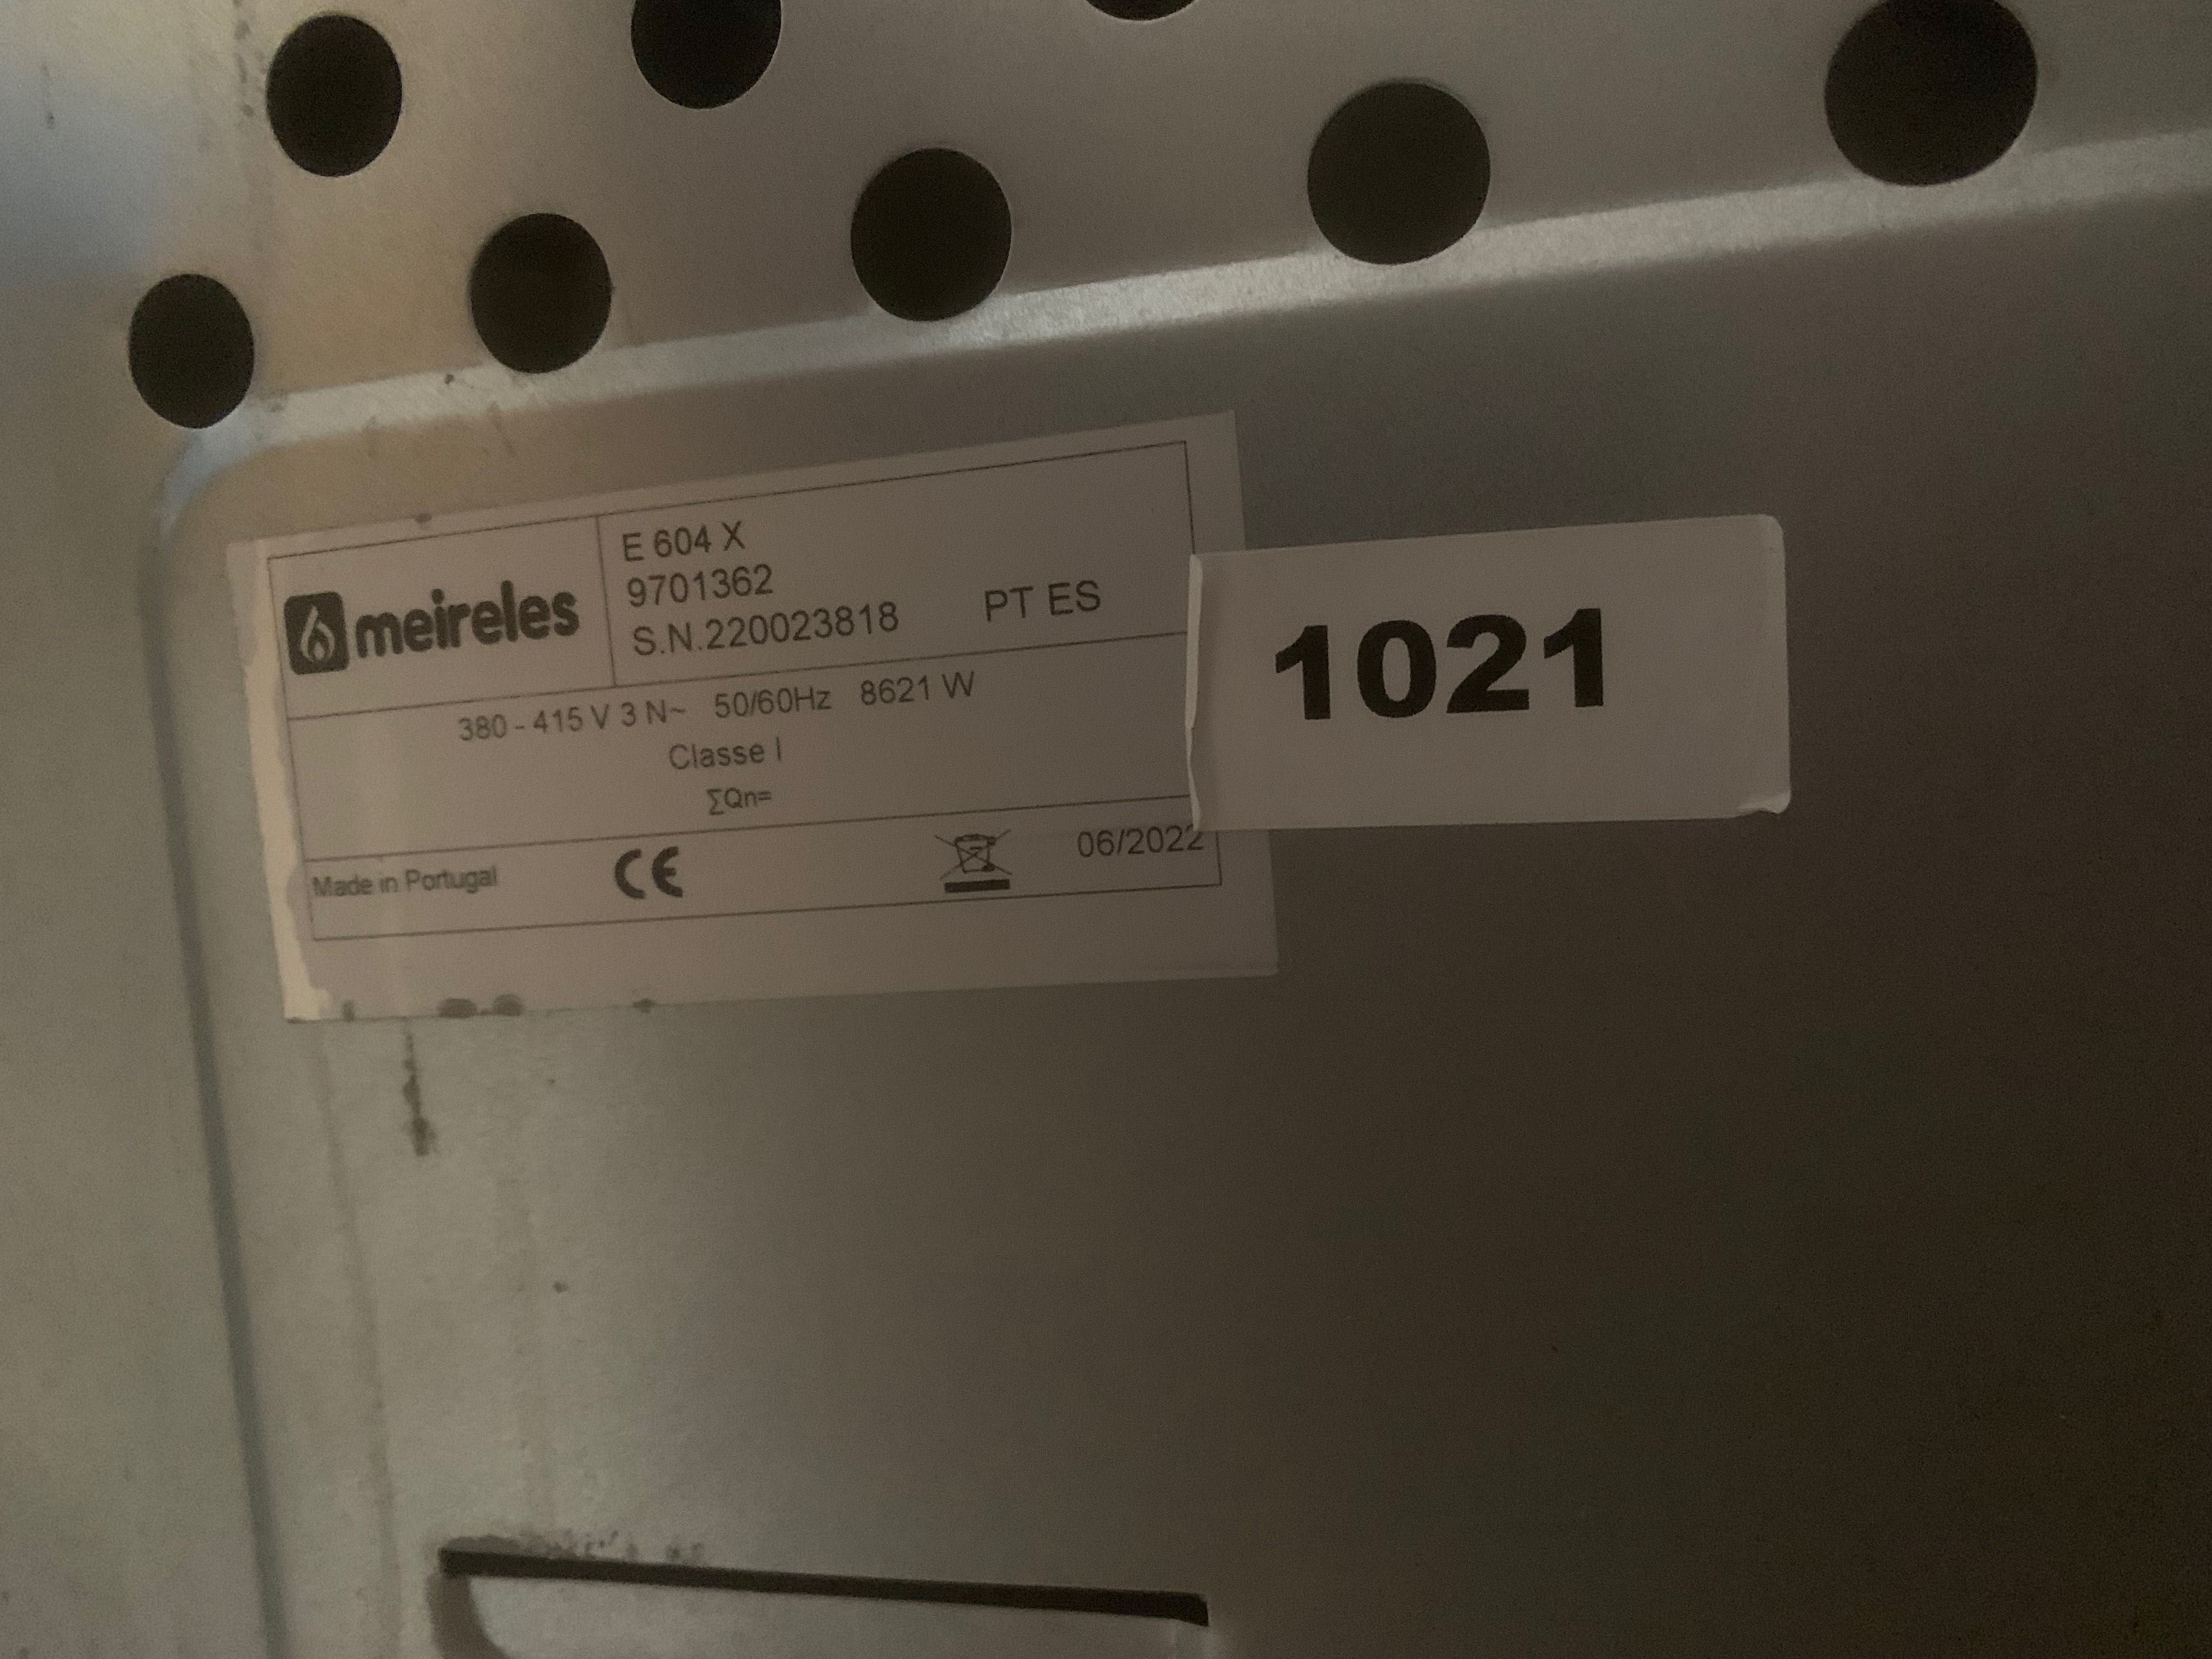 meireles
E 604 X
9701362
S.N.220023818 PT ES
380 - 415 V 3 N~ 50/60Hz 8621 W
Classe I
∑Qn=
Made in Portugal CE 06/2022
1021